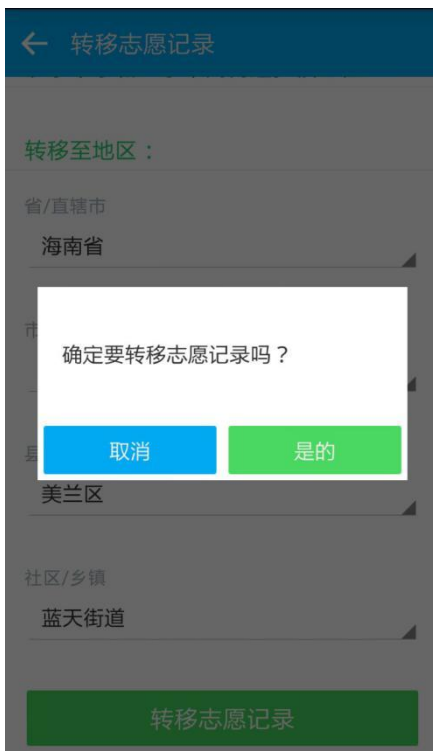 转移志愿记录
转移至地区：
省/直辖市
海南省
市
确定要转移志愿记录吗？
取消
是的
县
美兰区
社区/乡镇
蓝天街道
转移志愿记录